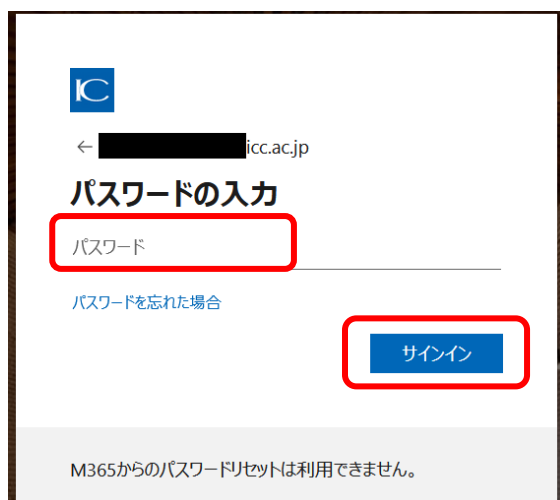 IC
← icc.ac.jp
パスワードの入力
パスワード
パスワードを忘れた場合
サインイン
M365からのパスワードリセットは利用できません。